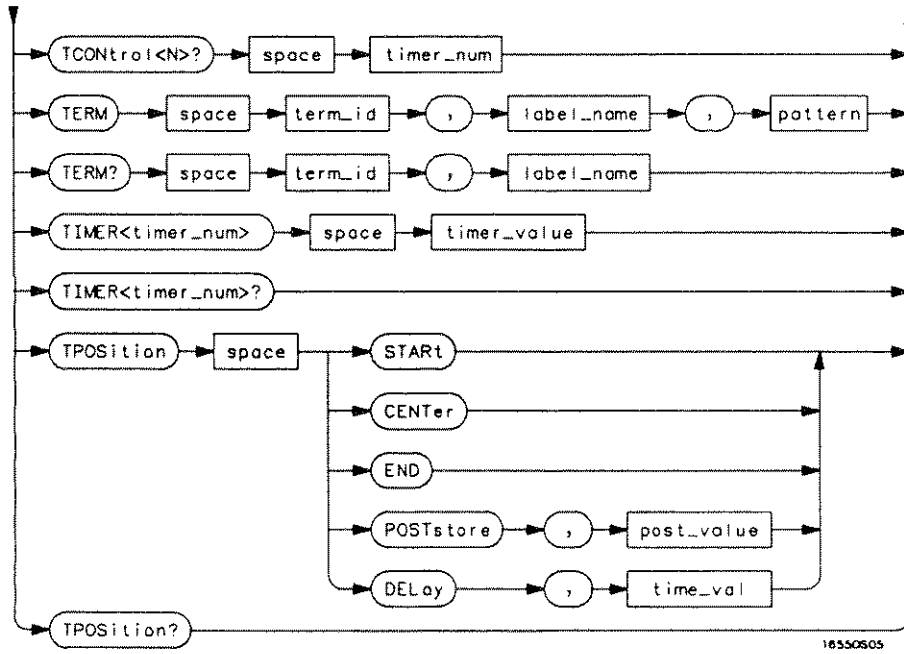 TCONtrol<N>? space timer_num
TERM space term_id , label_name , pattern
TERM? space term_id , label_name
TIMER<timer_num> space timer_value
TIMER<timer_num>?
TPOSition space STARt
CENTer
END
POSTstore , post_value
DELay , time_val
TPOSition?
16550S05